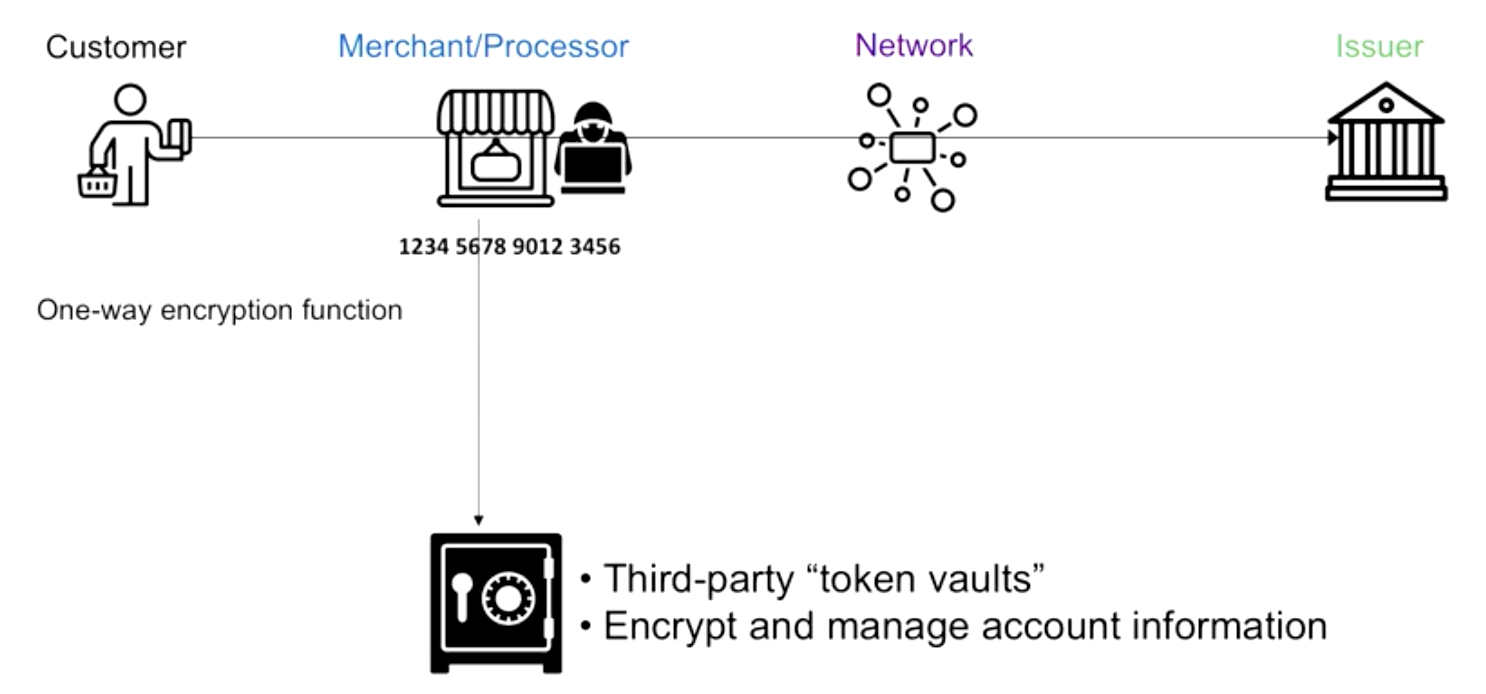 Customer
Merchant/Processor
Network
Issuer
1234 5678 9012 3456
One-way encryption function
• Third-party “token vaults”
• Encrypt and manage account information